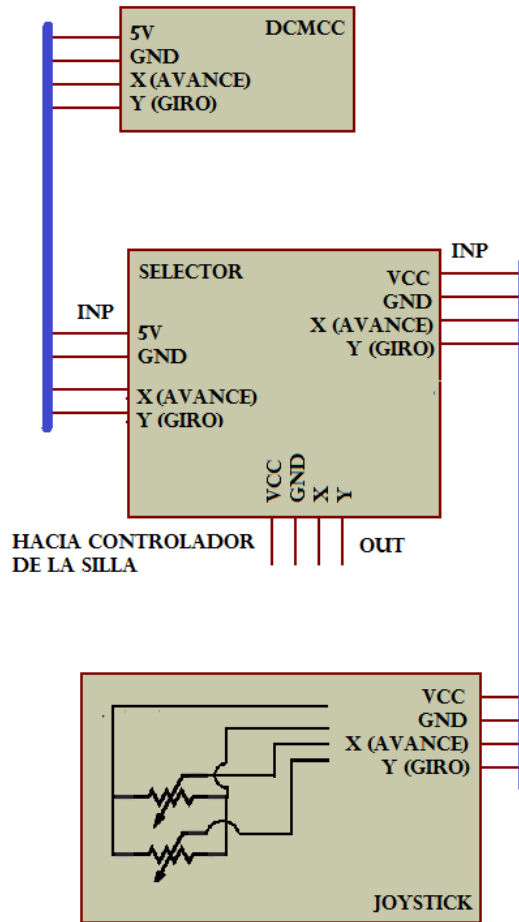 DCMCC
5V
GND
X (AVANCE)
Y (GIRO)
INP
SELECTOR
VCC
GND
X (AVANCE)
Y (GIRO)
INP
5V
GND
X (AVANCE)
Y (GIRO)
VCC
GND
X
Y
HACIA CONTROLADOR
DE LA SILLA
OUT
VCC
GND
X (AVANCE)
Y (GIRO)
JOYSTICK